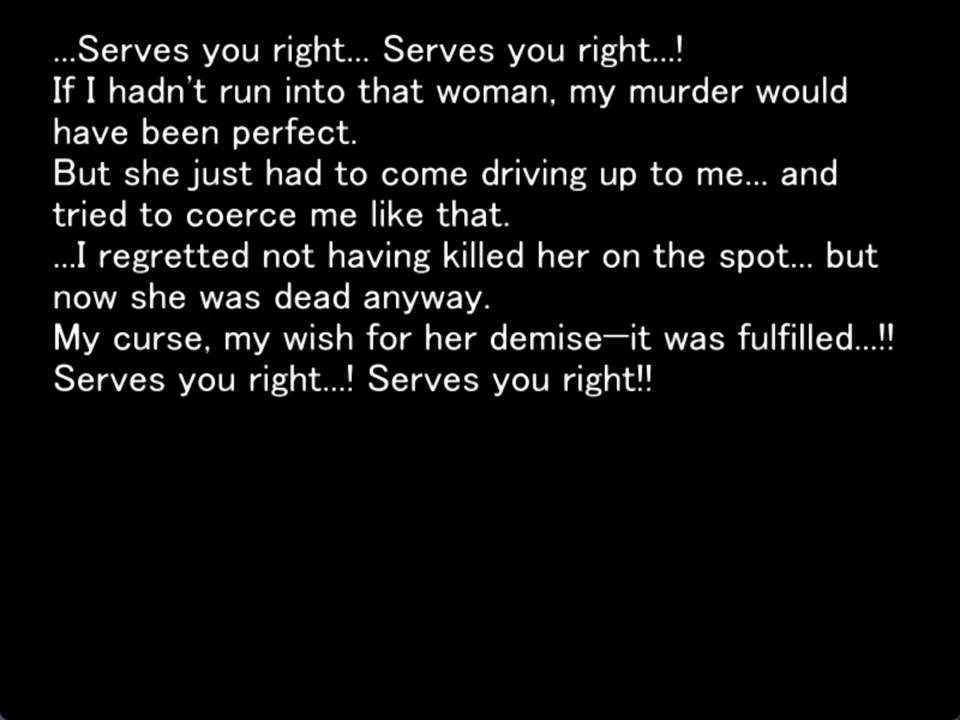 ...Serves you right... Serves you right...!
If I hadn't run into that woman, my murder would
have been perfect.
But she just had to come driving up to me... and
tried to coerce me like that.
...I regretted not having killed her on the spot... but
now she was dead anyway.
My curse, my wish for her demise—it was fulfilled...!!
Serves you right...! Serves you right!!